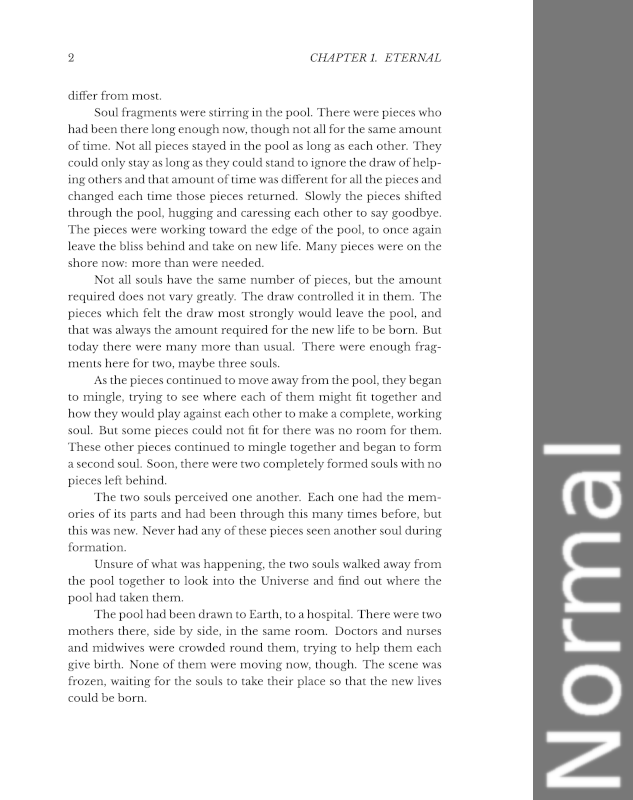 2 CHAPTER 1. ETERNAL
differ from most.
Soul fragments were stirring in the pool. There were pieces who
had been there long enough now, though not all for the same amount
of time. Not all pieces stayed in the pool as long as each other. They
could only stay as long as they could stand to ignore the draw of help-
ing others and that amount of time was different for all the pieces and
changed each time those pieces returned. Slowly the pieces shifted
through the pool, hugging and caressing each other to say goodbye.
The pieces were working toward the edge of the pool, to once again
leave the bliss behind and take on new life. Many pieces were on the
shore now: more than were needed.
Not all souls have the same number of pieces, but the amount
required does not vary greatly. The draw controlled it in them. The
pieces which felt the draw most strongly would leave the pool, and
that was always the amount required for the new life to be born. But
today there were many more than usual. There were enough frag-
ments here for two, maybe three souls.
As the pieces continued to move away from the pool, they began
to mingle, trying to see where each of them might fit together and
how they would play against each other to make a complete, working
soul. But some pieces could not fit for there was no room for them.
These other pieces continued to mingle together and began to form
a second soul. Soon, there were two completely formed souls with no
pieces left behind.
The two souls perceived one another. Each one had the mem-
ories of its parts and had been through this many times before, but
this was new. Never had any of these pieces seen another soul during
formation.
Unsure of what was happening, the two souls walked away from
the pool together to look into the Universe and find out where the
pool had taken them.
The pool had been drawn to Earth, to a hospital. There were two
mothers there, side by side, in the same room. Doctors and nurses
and midwives were crowded round them, trying to help them each
give birth. None of them were moving now, though. The scene was
frozen, waiting for the souls to take their place so that the new lives
could be born.
Normal